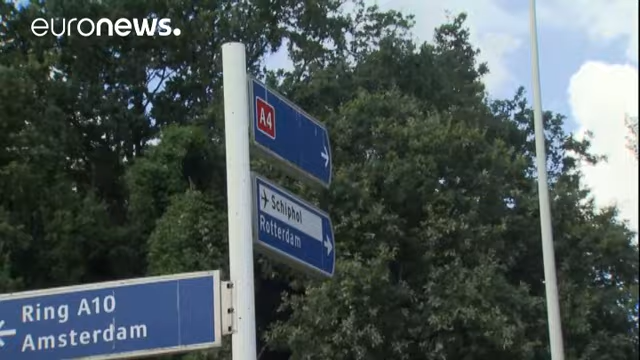 euronews.
A4
Schiphol
Rotterdam
Ring A10
Amsterdam